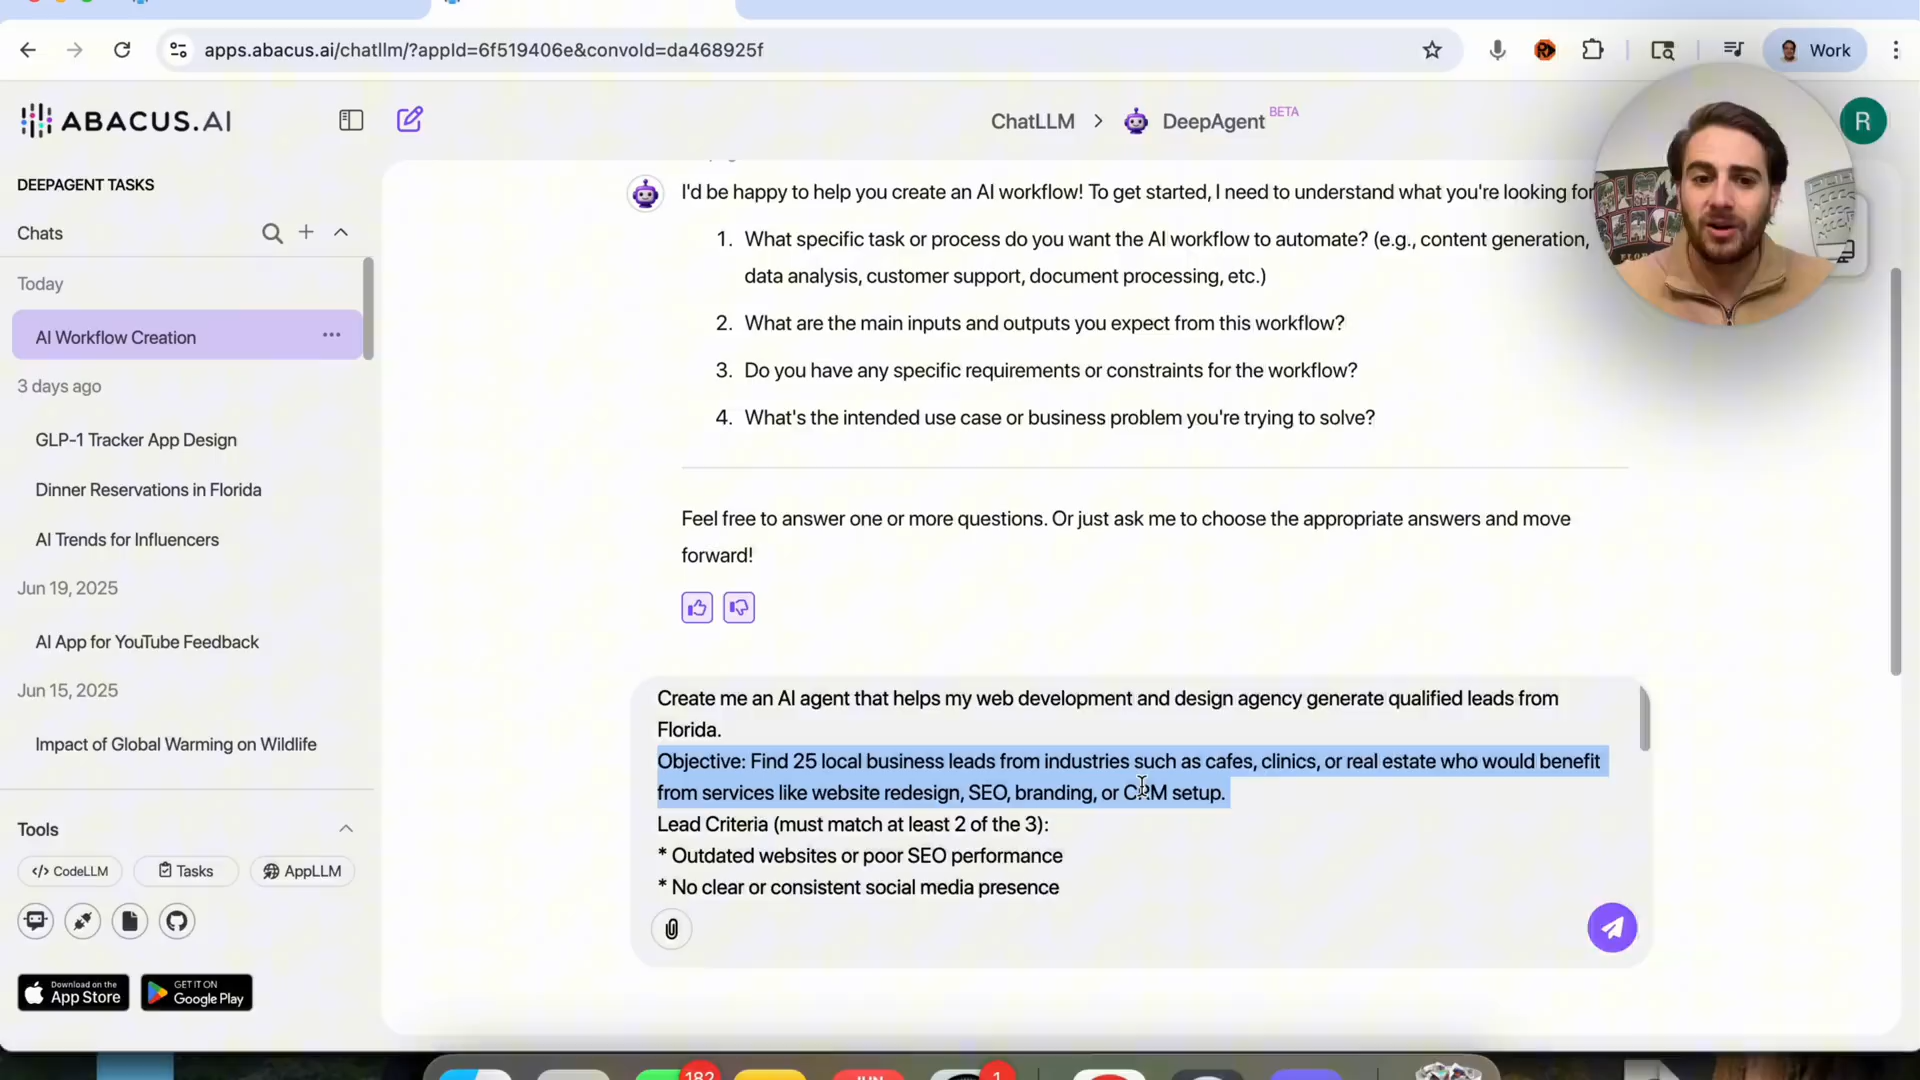 apps.abacus.ai/chatllm/?appId=6f519406e&convoId=da468925f
Work
ABACUS.AI
ChatLLM > DeepAgent BETA
R
DEEPAGENT TASKS
Chats
Today
AI Workflow Creation
3 days ago
GLP-1 Tracker App Design
Dinner Reservations in Florida
AI Trends for Influencers
Jun 19, 2025
AI App for YouTube Feedback
Jun 15, 2025
Impact of Global Warming on Wildlife
Tools
CodeLLM
Tasks
AppLLM
Download on the
App Store
GET IT ON
Google Play
I'd be happy to help you create an AI workflow! To get started, I need to understand what you're looking for
1. What specific task or process do you want the AI workflow to automate? (e.g., content generation,
data analysis, customer support, document processing, etc.)
2. What are the main inputs and outputs you expect from this workflow?
3. Do you have any specific requirements or constraints for the workflow?
4. What's the intended use case or business problem you're trying to solve?
Feel free to answer one or more questions. Or just ask me to choose the appropriate answers and move
forward!
Create me an AI agent that helps my web development and design agency generate qualified leads from
Florida.
Objective: Find 25 local business leads from industries such as cafes, clinics, or real estate who would benefit
from services like website redesign, SEO, branding, or CRM setup.
Lead Criteria (must match at least 2 of the 3):
* Outdated websites or poor SEO performance
* No clear or consistent social media presence
182
JUN
1